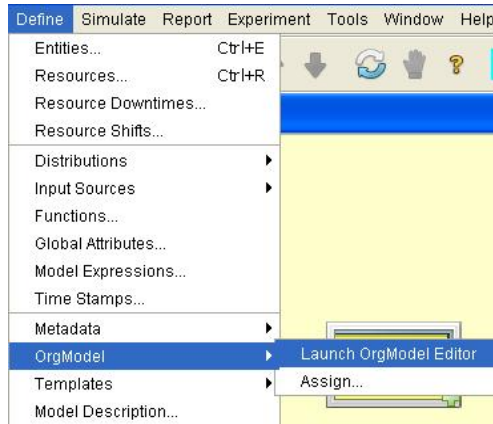 Define Simulate Report Experiment Tools Window Help
Entities... Ctrl+E
Resources... Ctrl+R
Resource Downtimes...
Resource Shifts...
Distributions
Input Sources
Functions...
Global Attributes...
Model Expressions...
Time Stamps...
Metadata
OrgModel
Launch OrgModel Editor
Templates
Assign...
Model Description...